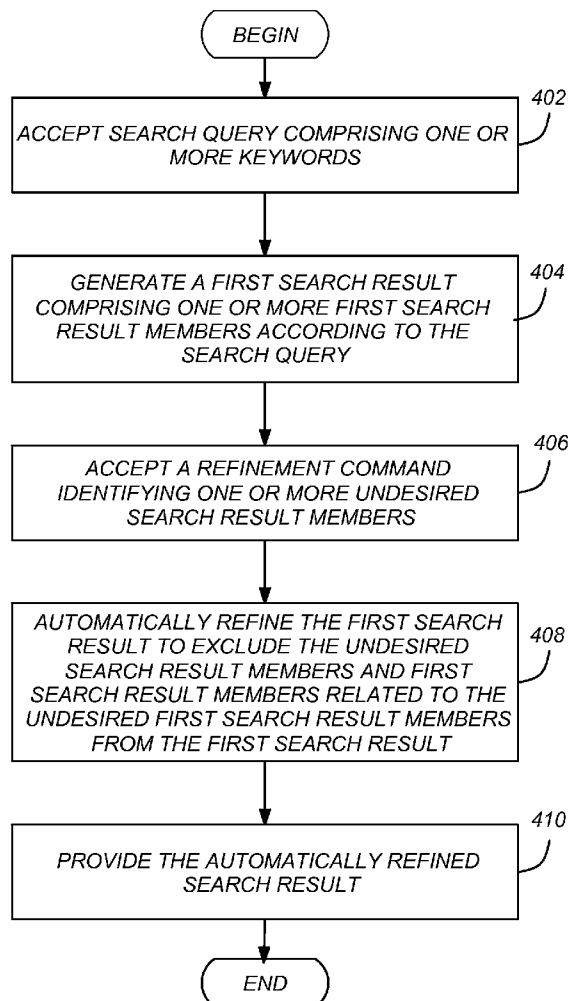 BEGIN
402
ACCEPT SEARCH QUERY COMPRISING ONE OR
MORE KEYWORDS
404
GENERATE A FIRST SEARCH RESULT
COMPRISING ONE OR MORE FIRST SEARCH
RESULT MEMBERS ACCORDING TO THE
SEARCH QUERY
406
ACCEPT A REFINEMENT COMMAND
IDENTIFYING ONE OR MORE UNDESIRED
SEARCH RESULT MEMBERS
408
AUTOMATICALLY REFINE THE FIRST SEARCH
RESULT TO EXCLUDE THE UNDESIRED
SEARCH RESULT MEMBERS AND FIRST
SEARCH RESULT MEMBERS RELATED TO THE
UNDESIRED FIRST SEARCH RESULT MEMBERS
FROM THE FIRST SEARCH RESULT
410
PROVIDE THE AUTOMATICALLY REFINED
SEARCH RESULT
END